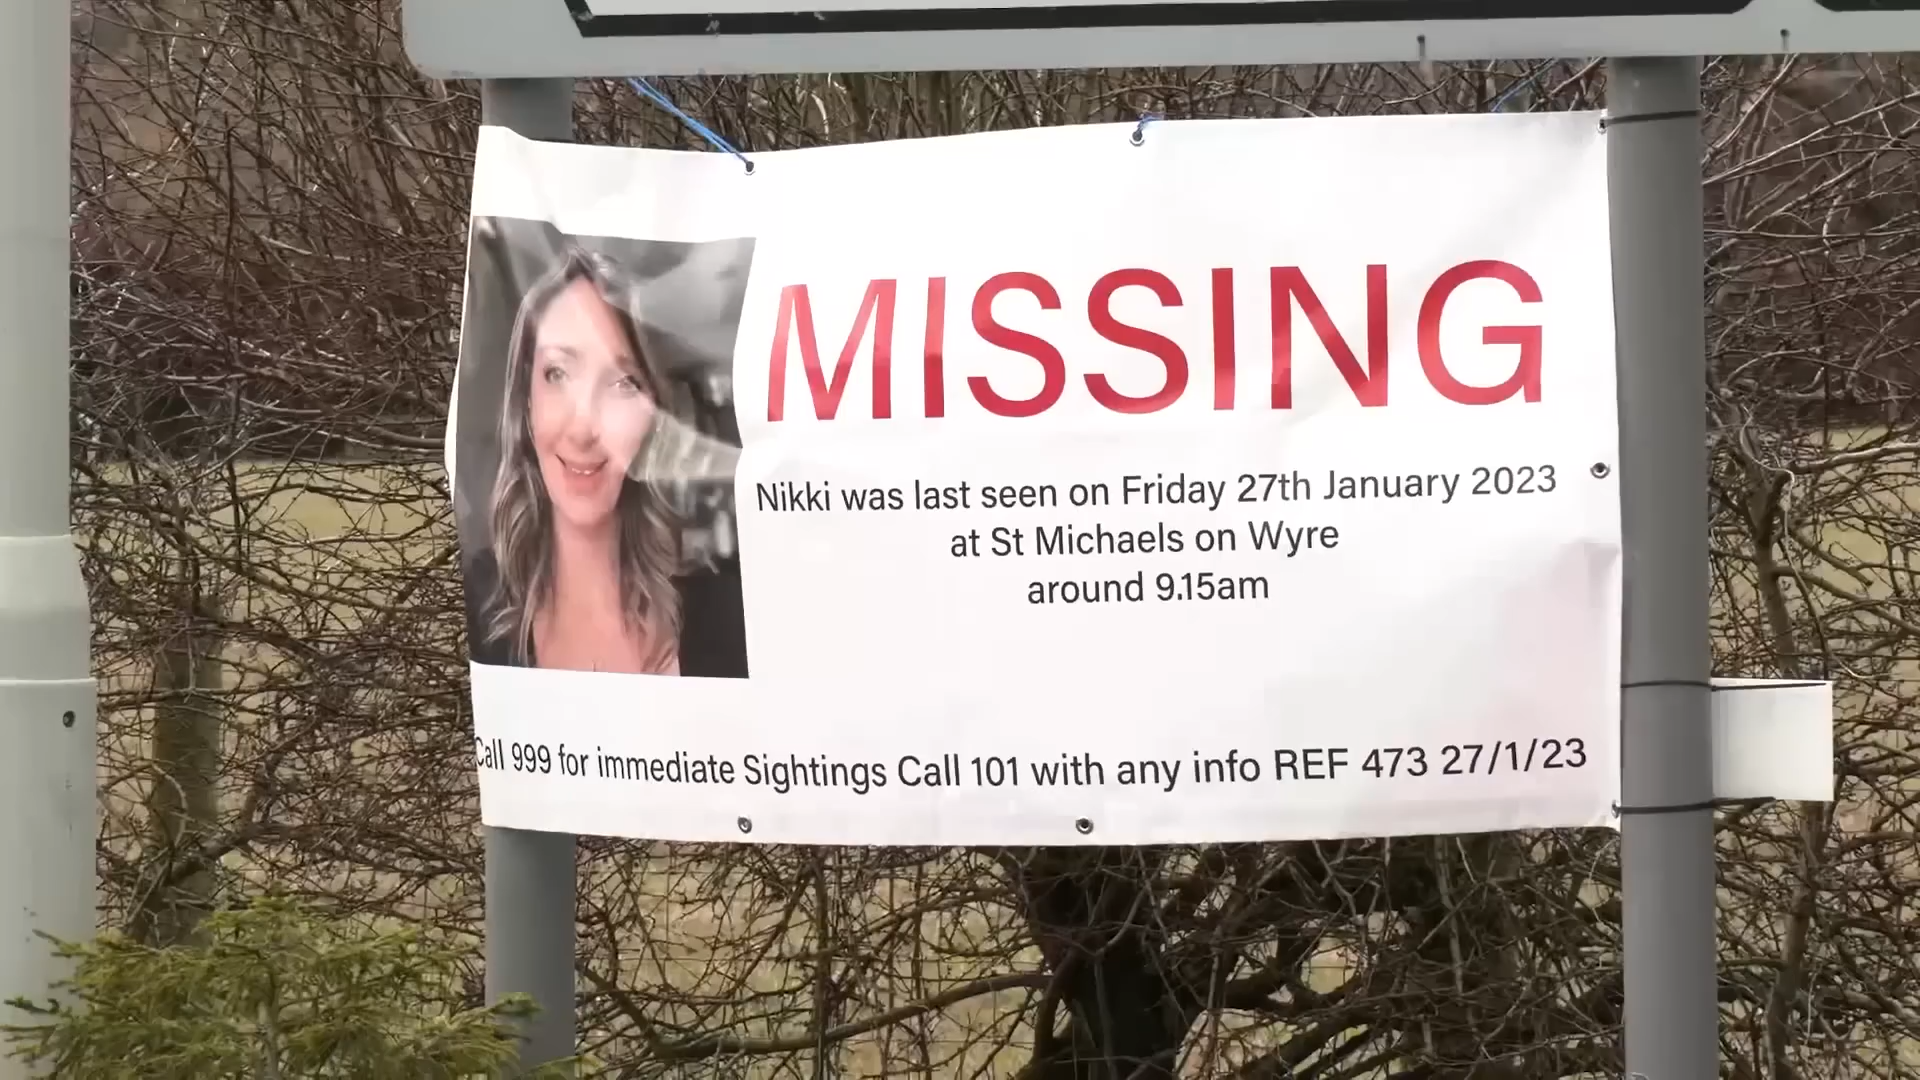 MISSING
Nikki was last seen on Friday 27th January 2023
at St Michaels on Wyre
around 9.15am
Call 999 for immediate Sightings Call 101 with any info REF 473 27/1/23